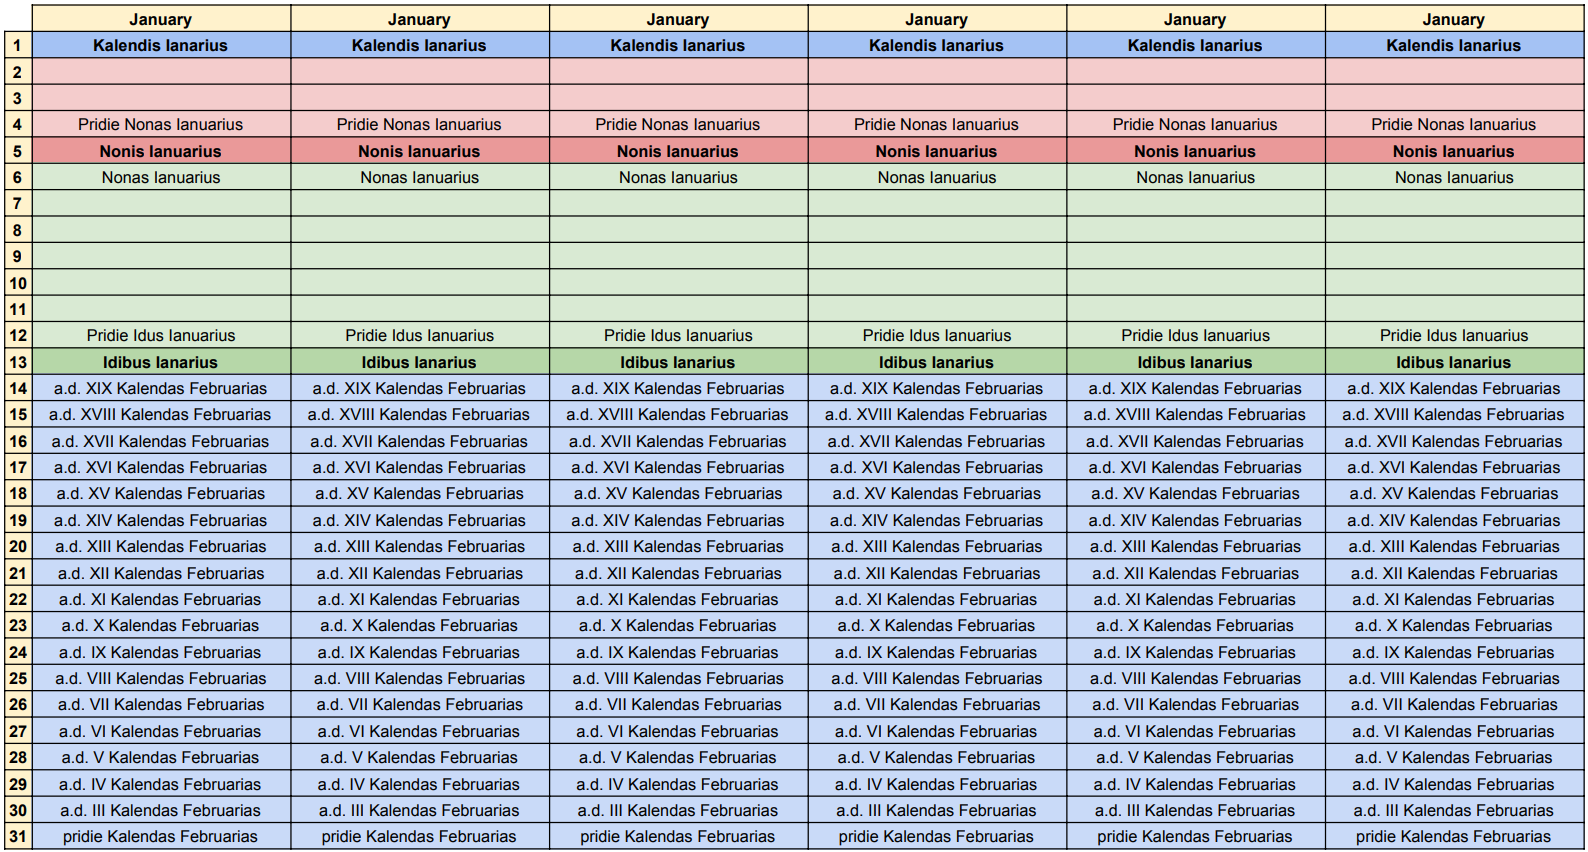 January January January January January January
1 Kalendis Ianarius Kalendis Ianarius Kalendis Ianarius Kalendis Ianarius Kalendis Ianarius Kalendis Ianarius
2
3
4 Pridie Nonas Ianuarius Pridie Nonas Ianuarius Pridie Nonas Ianuarius Pridie Nonas Ianuarius Pridie Nonas Ianuarius Pridie Nonas Ianuarius
5 Nonis Ianuarius Nonis Ianuarius Nonis Ianuarius Nonis Ianuarius Nonis Ianuarius Nonis Ianuarius
6 Nonas Ianuarius Nonas Ianuarius Nonas Ianuarius Nonas Ianuarius Nonas Ianuarius Nonas Ianuarius
7
8
9
10
11
12 Pridie Idus Ianuarius Pridie Idus Ianuarius Pridie Idus Ianuarius Pridie Idus Ianuarius Pridie Idus Ianuarius Pridie Idus Ianuarius
13 Idibus Ianarius Idibus Ianarius Idibus Ianarius Idibus Ianarius Idibus Ianarius Idibus Ianarius
14 a.d. XIX Kalendas Februarias a.d. XIX Kalendas Februarias a.d. XIX Kalendas Februarias a.d. XIX Kalendas Februarias a.d. XIX Kalendas Februarias a.d. XIX Kalendas Februarias
15 a.d. XVIII Kalendas Februarias a.d. XVIII Kalendas Februarias a.d. XVIII Kalendas Februarias a.d. XVIII Kalendas Februarias a.d. XVIII Kalendas Februarias a.d. XVIII Kalendas Februarias
16 a.d. XVII Kalendas Februarias a.d. XVII Kalendas Februarias a.d. XVII Kalendas Februarias a.d. XVII Kalendas Februarias a.d. XVII Kalendas Februarias a.d. XVII Kalendas Februarias
17 a.d. XVI Kalendas Februarias a.d. XVI Kalendas Februarias a.d. XVI Kalendas Februarias a.d. XVI Kalendas Februarias a.d. XVI Kalendas Februarias a.d. XVI Kalendas Februarias
18 a.d. XV Kalendas Februarias a.d. XV Kalendas Februarias a.d. XV Kalendas Februarias a.d. XV Kalendas Februarias a.d. XV Kalendas Februarias a.d. XV Kalendas Februarias
19 a.d. XIV Kalendas Februarias a.d. XIV Kalendas Februarias a.d. XIV Kalendas Februarias a.d. XIV Kalendas Februarias a.d. XIV Kalendas Februarias a.d. XIV Kalendas Februarias
20 a.d. XIII Kalendas Februarias a.d. XIII Kalendas Februarias a.d. XIII Kalendas Februarias a.d. XIII Kalendas Februarias a.d. XIII Kalendas Februarias a.d. XIII Kalendas Februarias
21 a.d. XII Kalendas Februarias a.d. XII Kalendas Februarias a.d. XII Kalendas Februarias a.d. XII Kalendas Februarias a.d. XII Kalendas Februarias a.d. XII Kalendas Februarias
22 a.d. XI Kalendas Februarias a.d. XI Kalendas Februarias a.d. XI Kalendas Februarias a.d. XI Kalendas Februarias a.d. XI Kalendas Februarias a.d. XI Kalendas Februarias
23 a.d. X Kalendas Februarias a.d. X Kalendas Februarias a.d. X Kalendas Februarias a.d. X Kalendas Februarias a.d. X Kalendas Februarias a.d. X Kalendas Februarias
24 a.d. IX Kalendas Februarias a.d. IX Kalendas Februarias a.d. IX Kalendas Februarias a.d. IX Kalendas Februarias a.d. IX Kalendas Februarias a.d. IX Kalendas Februarias
25 a.d. VIII Kalendas Februarias a.d. VIII Kalendas Februarias a.d. VIII Kalendas Februarias a.d. VIII Kalendas Februarias a.d. VIII Kalendas Februarias a.d. VIII Kalendas Februarias
26 a.d. VII Kalendas Februarias a.d. VII Kalendas Februarias a.d. VII Kalendas Februarias a.d. VII Kalendas Februarias a.d. VII Kalendas Februarias a.d. VII Kalendas Februarias
27 a.d. VI Kalendas Februarias a.d. VI Kalendas Februarias a.d. VI Kalendas Februarias a.d. VI Kalendas Februarias a.d. VI Kalendas Februarias a.d. VI Kalendas Februarias
28 a.d. V Kalendas Februarias a.d. V Kalendas Februarias a.d. V Kalendas Februarias a.d. V Kalendas Februarias a.d. V Kalendas Februarias a.d. V Kalendas Februarias
29 a.d. IV Kalendas Februarias a.d. IV Kalendas Februarias a.d. IV Kalendas Februarias a.d. IV Kalendas Februarias a.d. IV Kalendas Februarias a.d. IV Kalendas Februarias
30 a.d. III Kalendas Februarias a.d. III Kalendas Februarias a.d. III Kalendas Februarias a.d. III Kalendas Februarias a.d. III Kalendas Februarias a.d. III Kalendas Februarias
31 pridie Kalendas Februarias pridie Kalendas Februarias pridie Kalendas Februarias pridie Kalendas Februarias pridie Kalendas Februarias pridie Kalendas Februarias